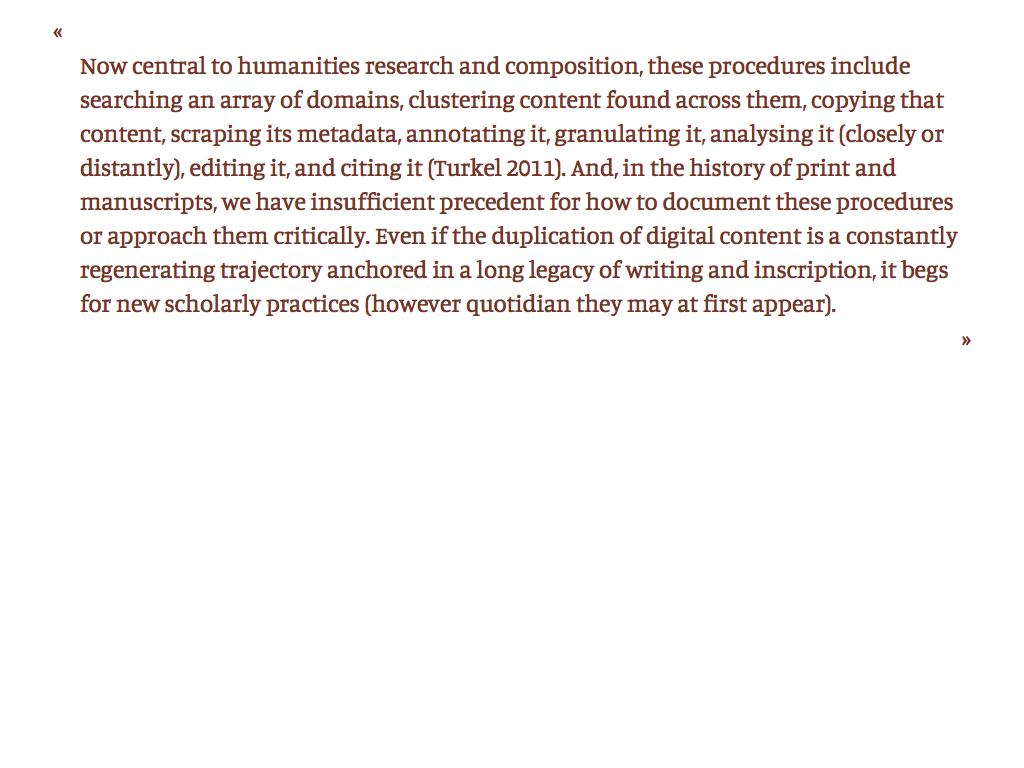 «
Now central to humanities research and composition, these procedures include
searching an array of domains, clustering content found across them, copying that
content, scraping its metadata, annotating it, granulating it, analysing it (closely or
distantly), editing it, and citing it (Turkel 2011). And, in the history of print and
manuscripts, we have insufficient precedent for how to document these procedures
or approach them critically. Even if the duplication of digital content is a constantly
regenerating trajectory anchored in a long legacy of writing and inscription, it begs
for new scholarly practices (however quotidian they may at first appear).
»